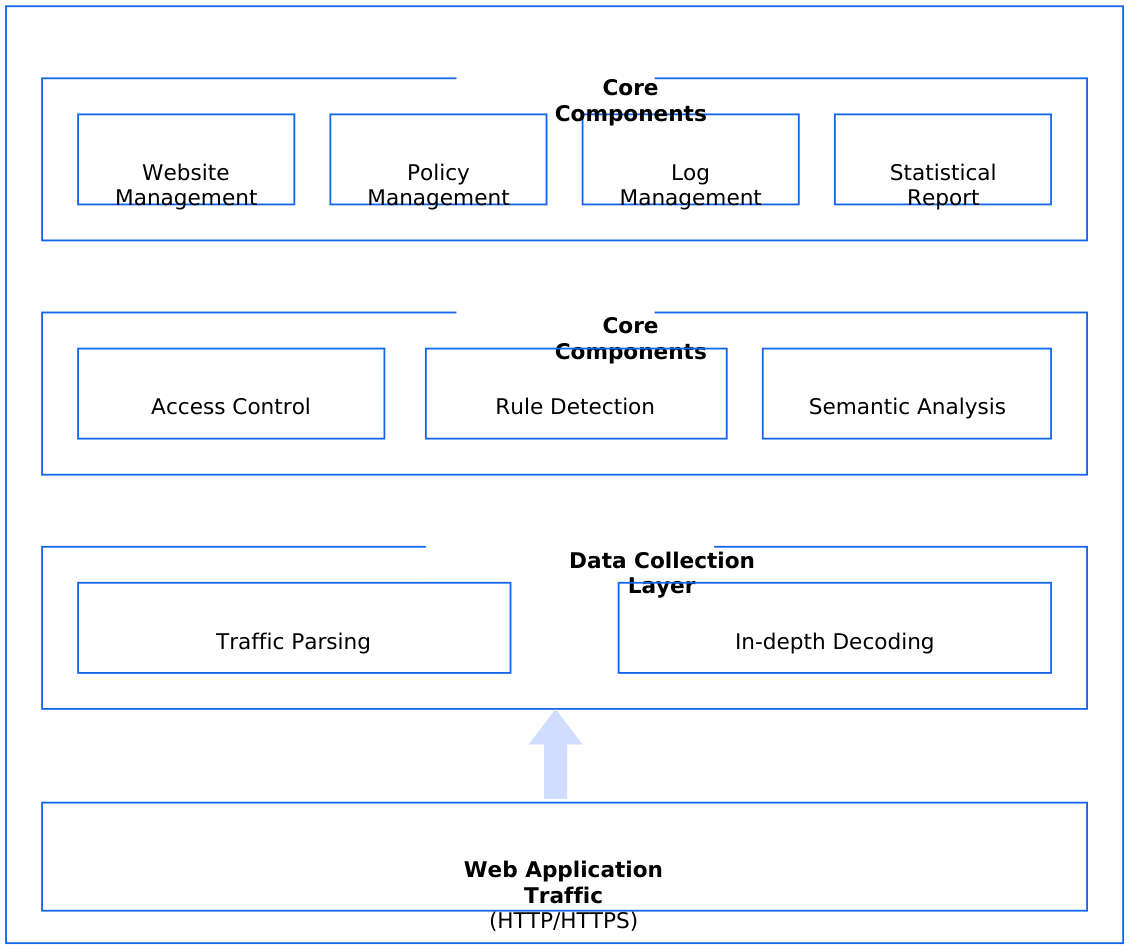 Core
Components
Website
Management
Policy
Management
Log
Management
Statistical
Report
Core
Components
Access Control
Rule Detection
Semantic Analysis
Data Collection
Layer
Traffic Parsing
In-depth Decoding
Web Application
Traffic
(HTTP/HTTPS)